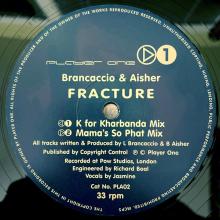 PLAYER ONE 1
Brancaccio & Aisher
FRACTURE
K for Kharbanda Mix
Mama's So Phat Mix
All tracks written & Produced by L Brancaccio & B Aisher
Published by Copyright Control | ℗ © Player One
Recorded at Pow Studios, London
Engineered by Richard Boal
Vocals by Jasmine
Cat No. PLA02
33 rpm